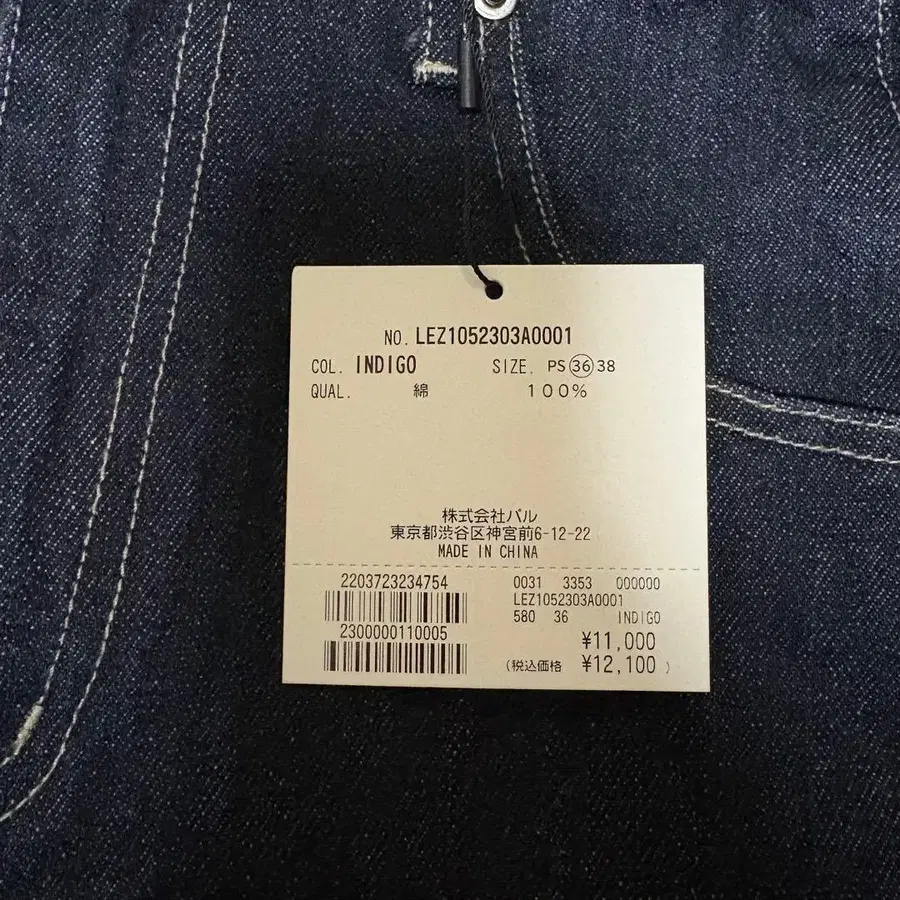 NO. LEZ1052303A0001
COL. INDIGO SIZE. PS 36 38
QUAL. 綿 100%
株式会社パル
東京都渋谷区神宮前6-12-22
MADE IN CHINA
2203723234754
2300000110005
0031 3353 000000
LEZ1052303A0001
580 36 INDIGO
¥11,000
(税込価格 ¥12,100 )